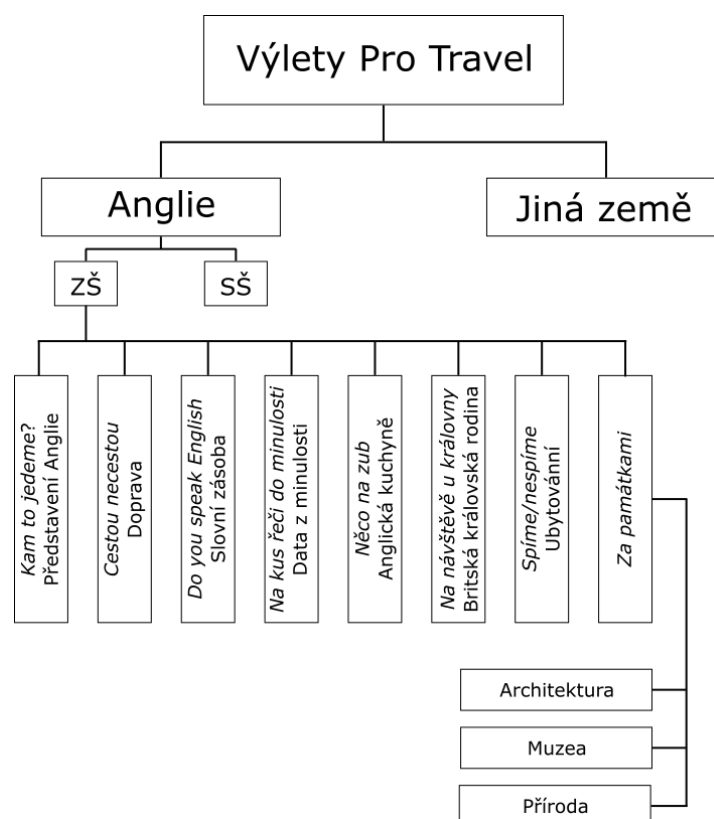 Výlety Pro Travel
Anglie
Jiná země
ZŠ
SŠ
Kam to jedeme?
Představení Anglie
Cestou necestou
Doprava
Do you speak English
Slovní zásoba
Na kus řeči do minulosti
Data z minulosti
Něco na zub
Anglická kuchyně
Na návštěvě u královny
Britská královská rodina
Spíme/nespíme
Ubytovánní
Za památkami
Architektura
Muzea
Příroda